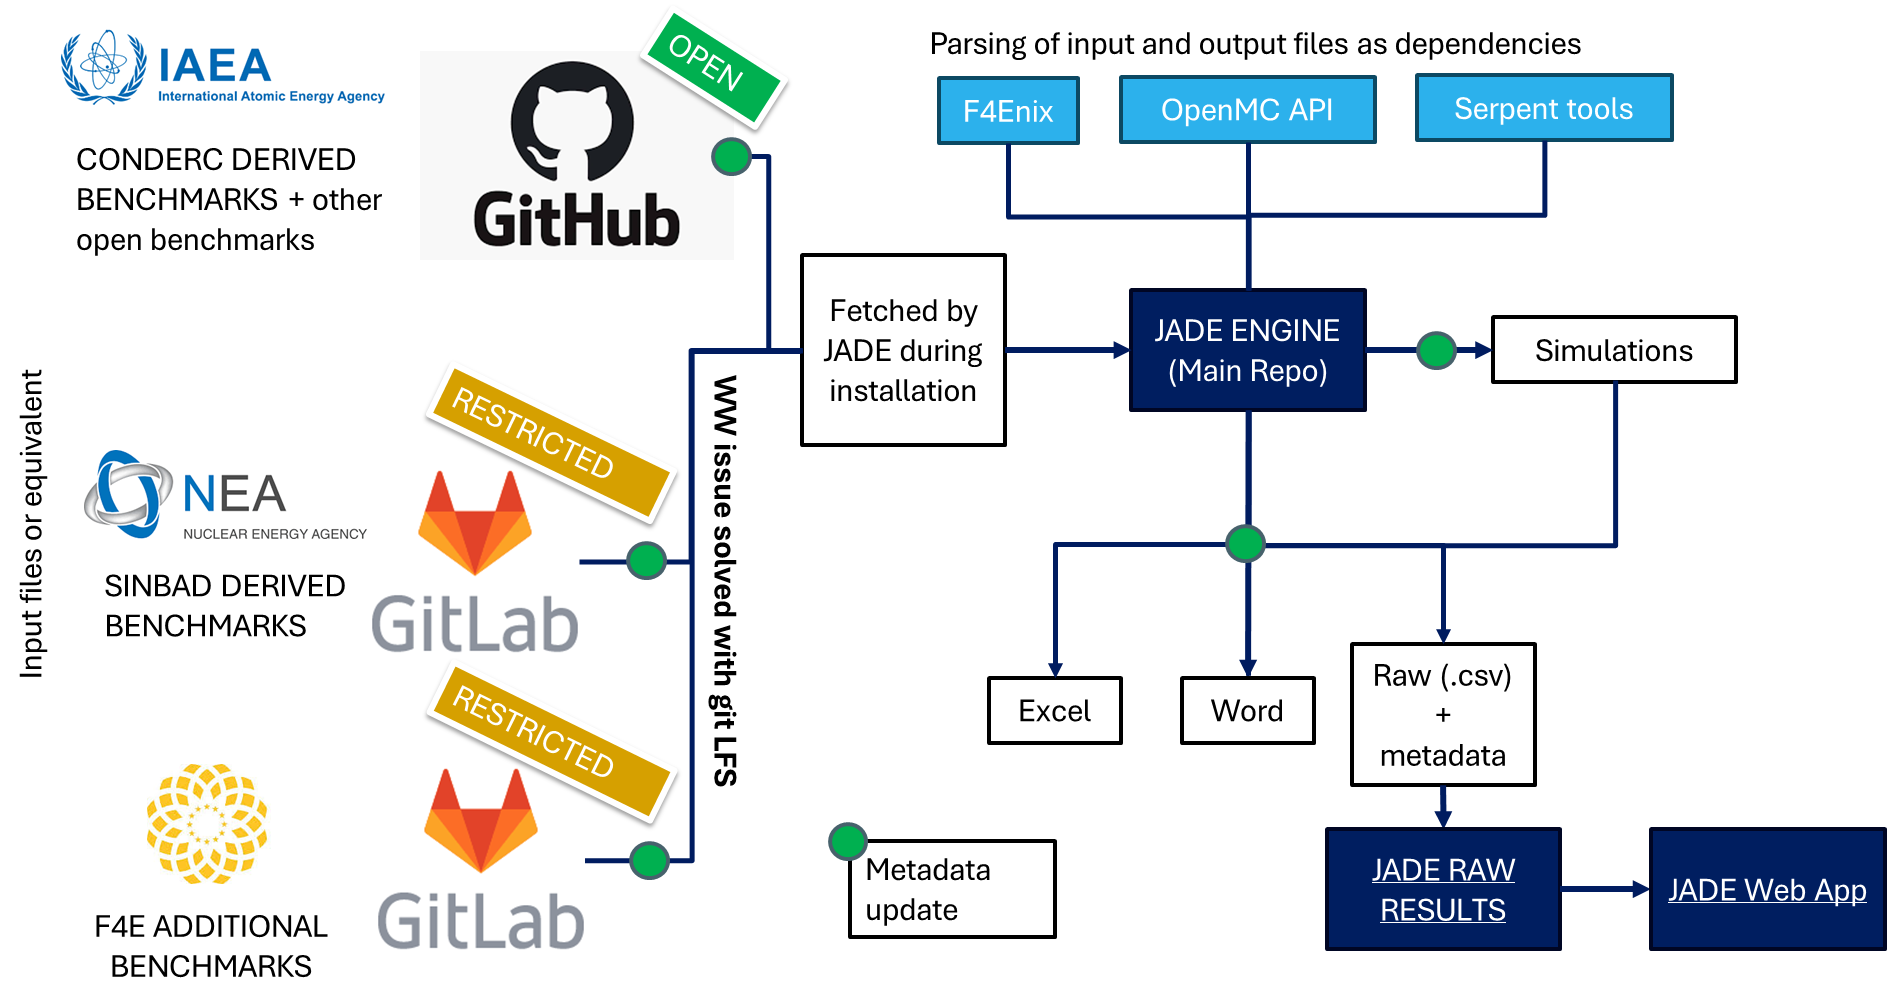 IAEA
International Atomic Energy Agency
CONDERC DERIVED
BENCHMARKS + other
open benchmarks
GitHub
OPEN
Parsing of input and output files as dependencies
F4Enix
OpenMC API
Serpent tools
Fetched by
JADE during
installation
JADE ENGINE
(Main Repo)
Simulations
Input files or equivalent
NEA
NUCLEAR ENERGY AGENCY
SINBAD DERIVED
BENCHMARKS
RESTRICTED
GitLab
WW issue solved with git LFS
RESTRICTED
GitLab
F4E ADDITIONAL
BENCHMARKS
Excel
Word
Raw (.csv)
+
metadata
Metadata
update
JADE RAW
RESULTS
JADE Web App